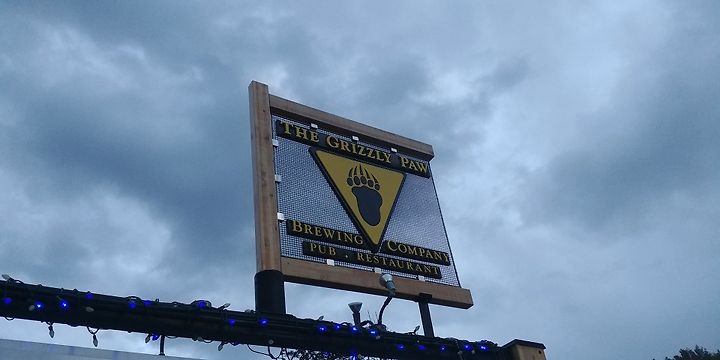 THE GRIZZLY PAW
BREWING COMPANY
PUB · RESTAURANT